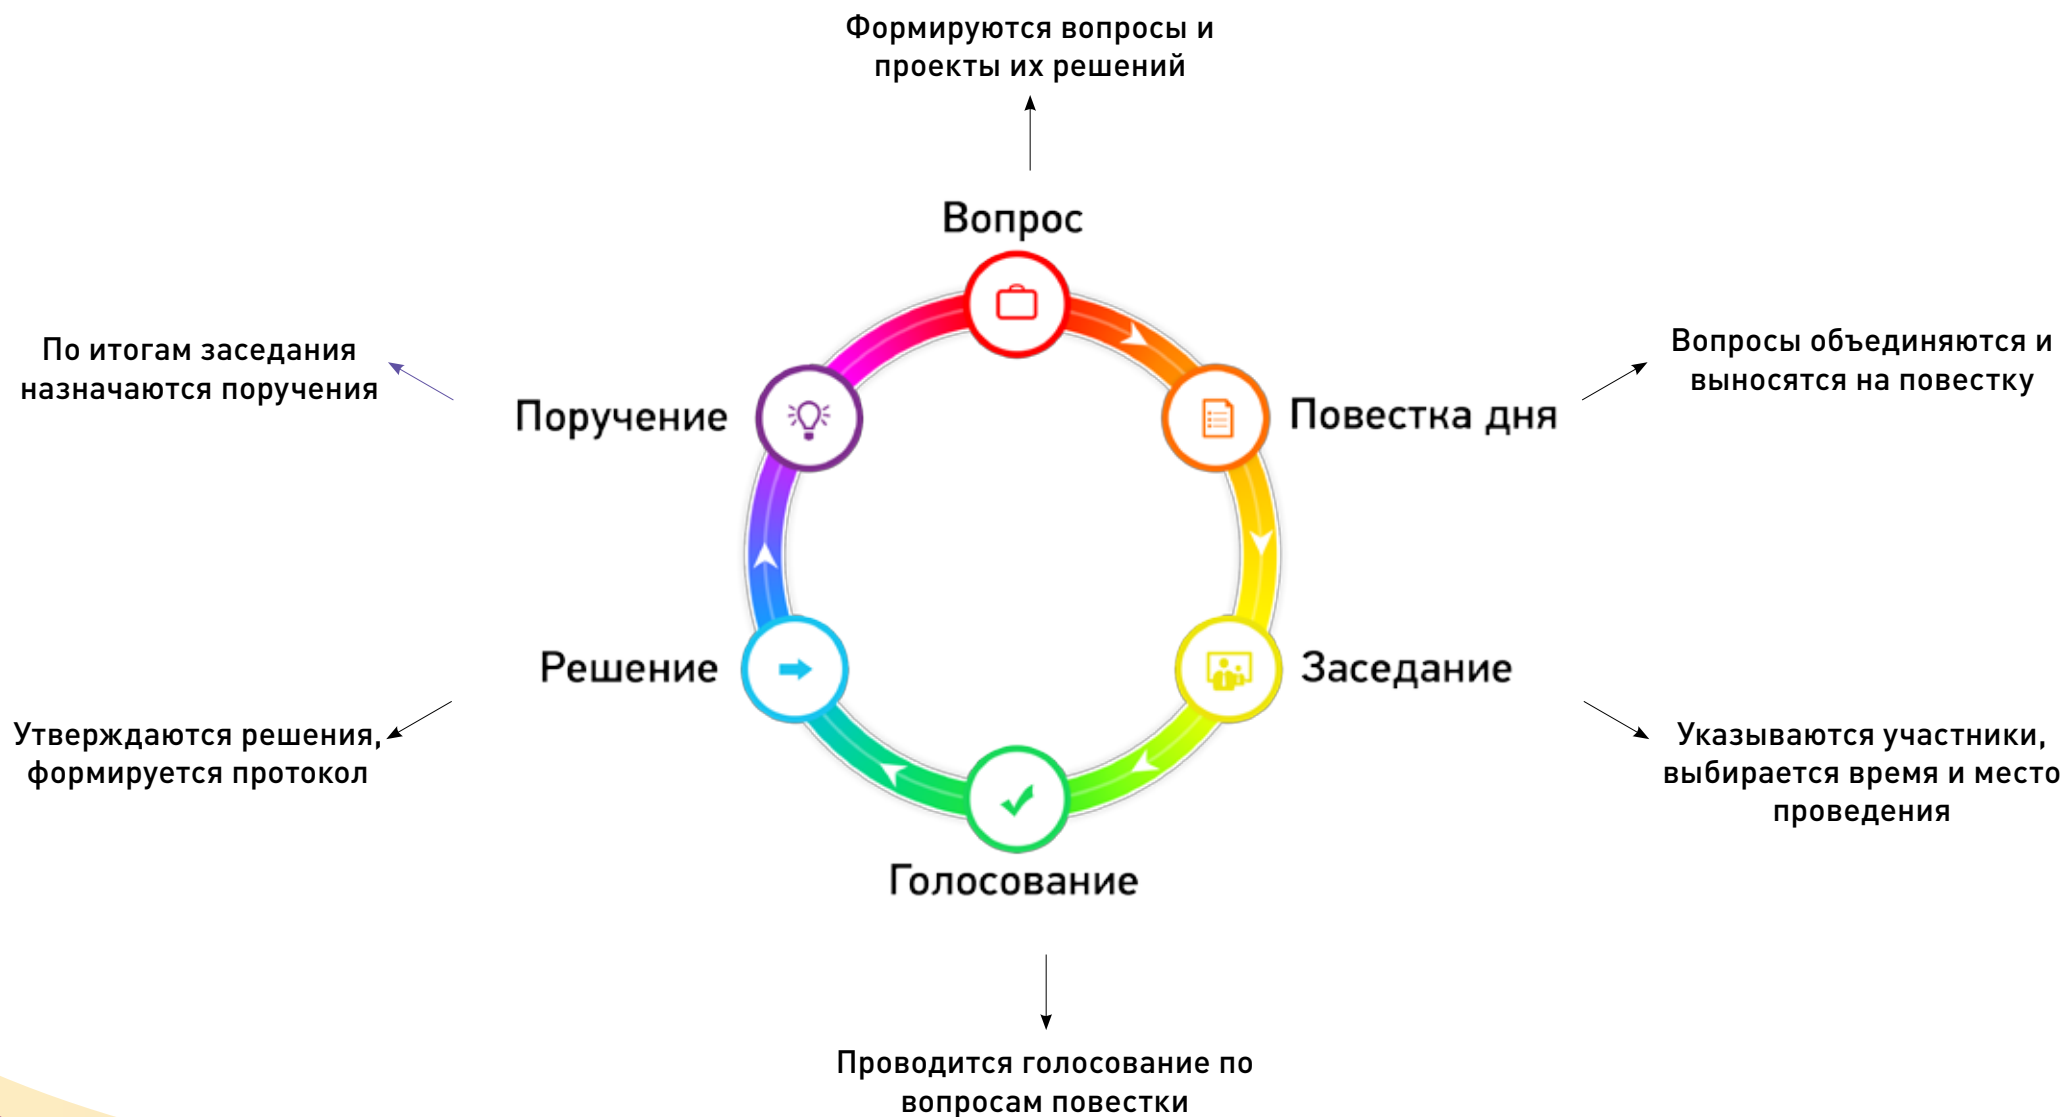 Формируются вопросы и
проекты их решений
Вопрос
По итогам заседания
назначаются поручения
Поручение
Повестка дня
Вопросы объединяются и
выносятся на повестку
Решение
Заседание
Утверждаются решения,
формируется протокол
Указываются участники,
выбирается время и место
проведения
Голосование
Проводится голосование по
вопросам повестки